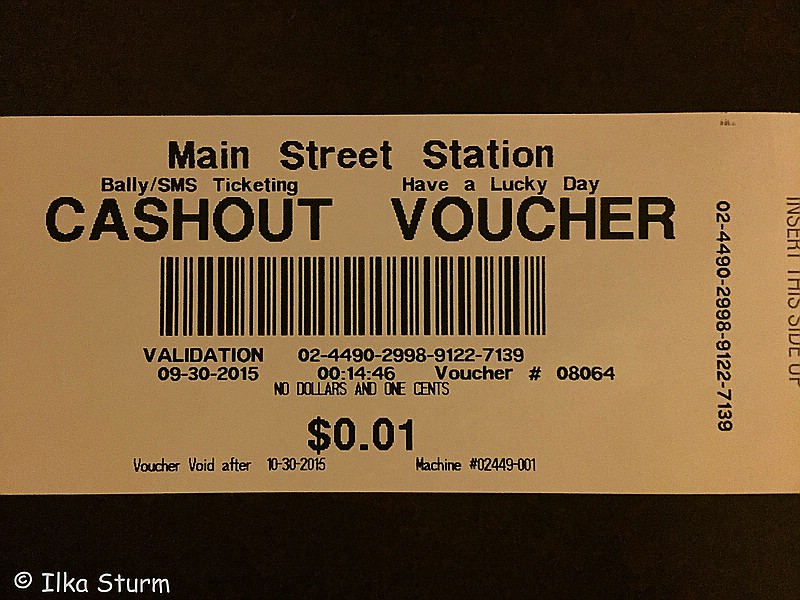 Main Street Station
Bally/SMS Ticketing Have a Lucky Day
CASHOUT VOUCHER
VALIDATION 02-4490-2998-9122-7139
09-30-2015 00:14:46 Voucher # 08064
NO DOLLARS AND ONE CENTS
$0.01
Voucher Void after 10-30-2015 Machine #02449-001
02-4490-2998-9122-7139
INSERT THIS SIDE UP
© Ilka Sturm